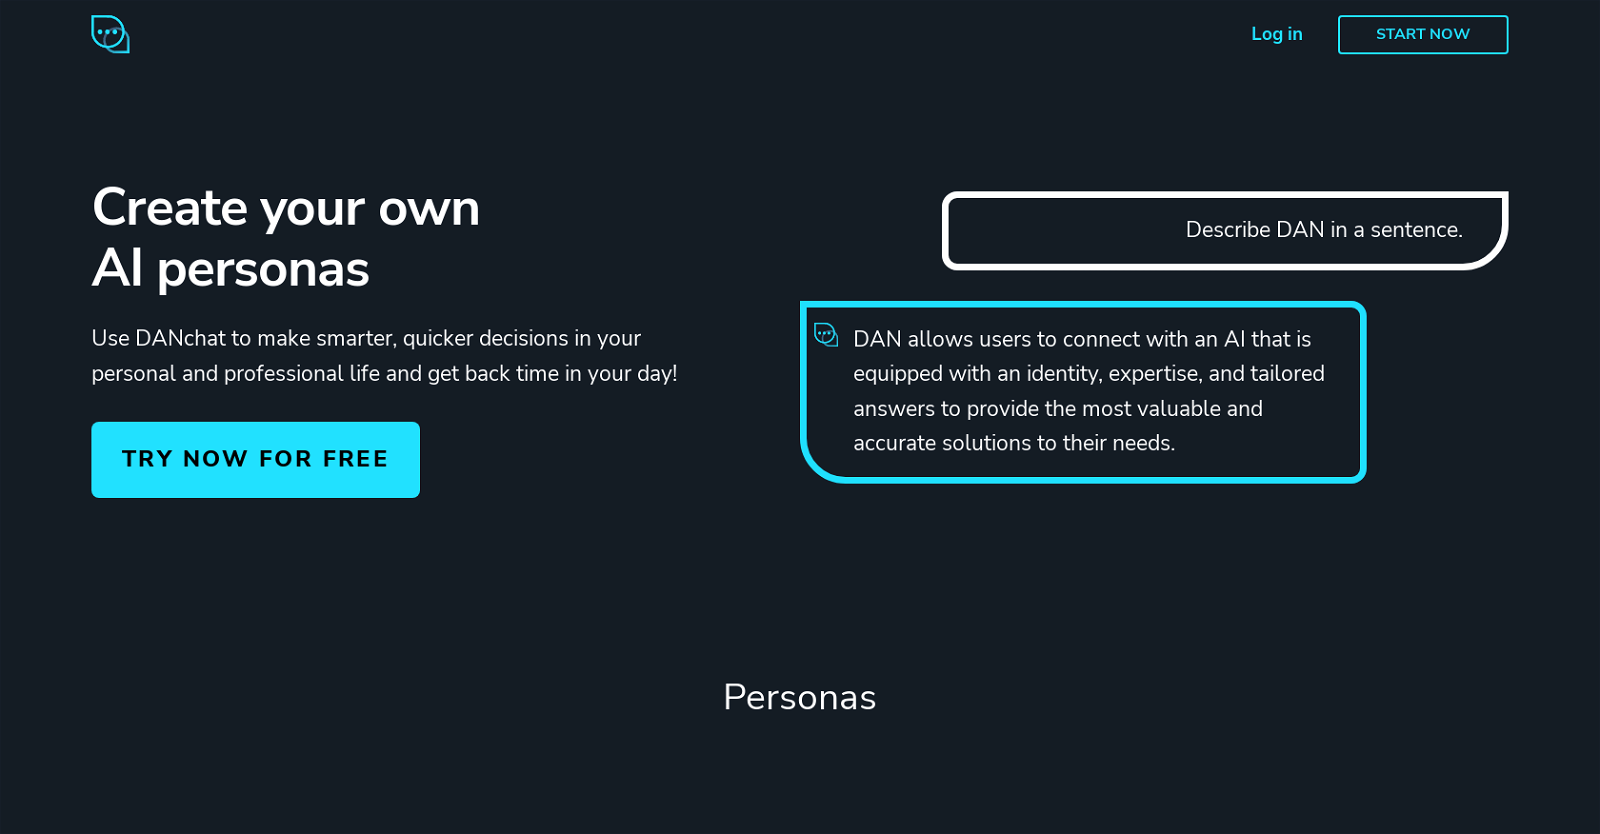 Log in
START NOW
Create your own
AI personas
Use DANchat to make smarter, quicker decisions in your
personal and professional life and get back time in your day!
TRY NOW FOR FREE
Describe DAN in a sentence.
DAN allows users to connect with an AI that is
equipped with an identity, expertise, and tailored
answers to provide the most valuable and
accurate solutions to their needs.
Personas